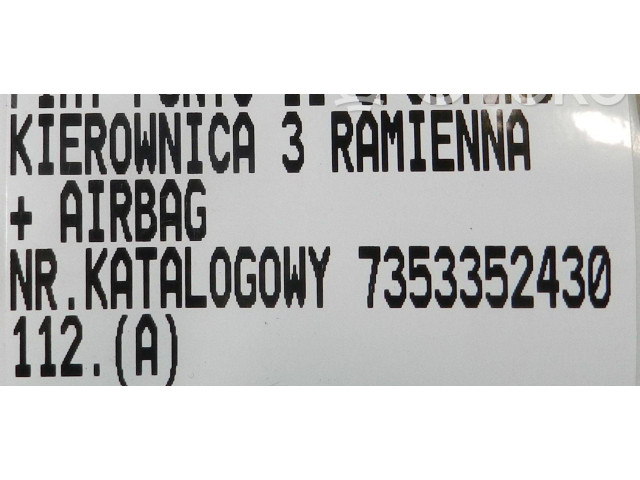 KIEROWNICA 3 RAMIENNA
+ AIRBAG
NR.KATALOGOWY 7353352430
112.(A)